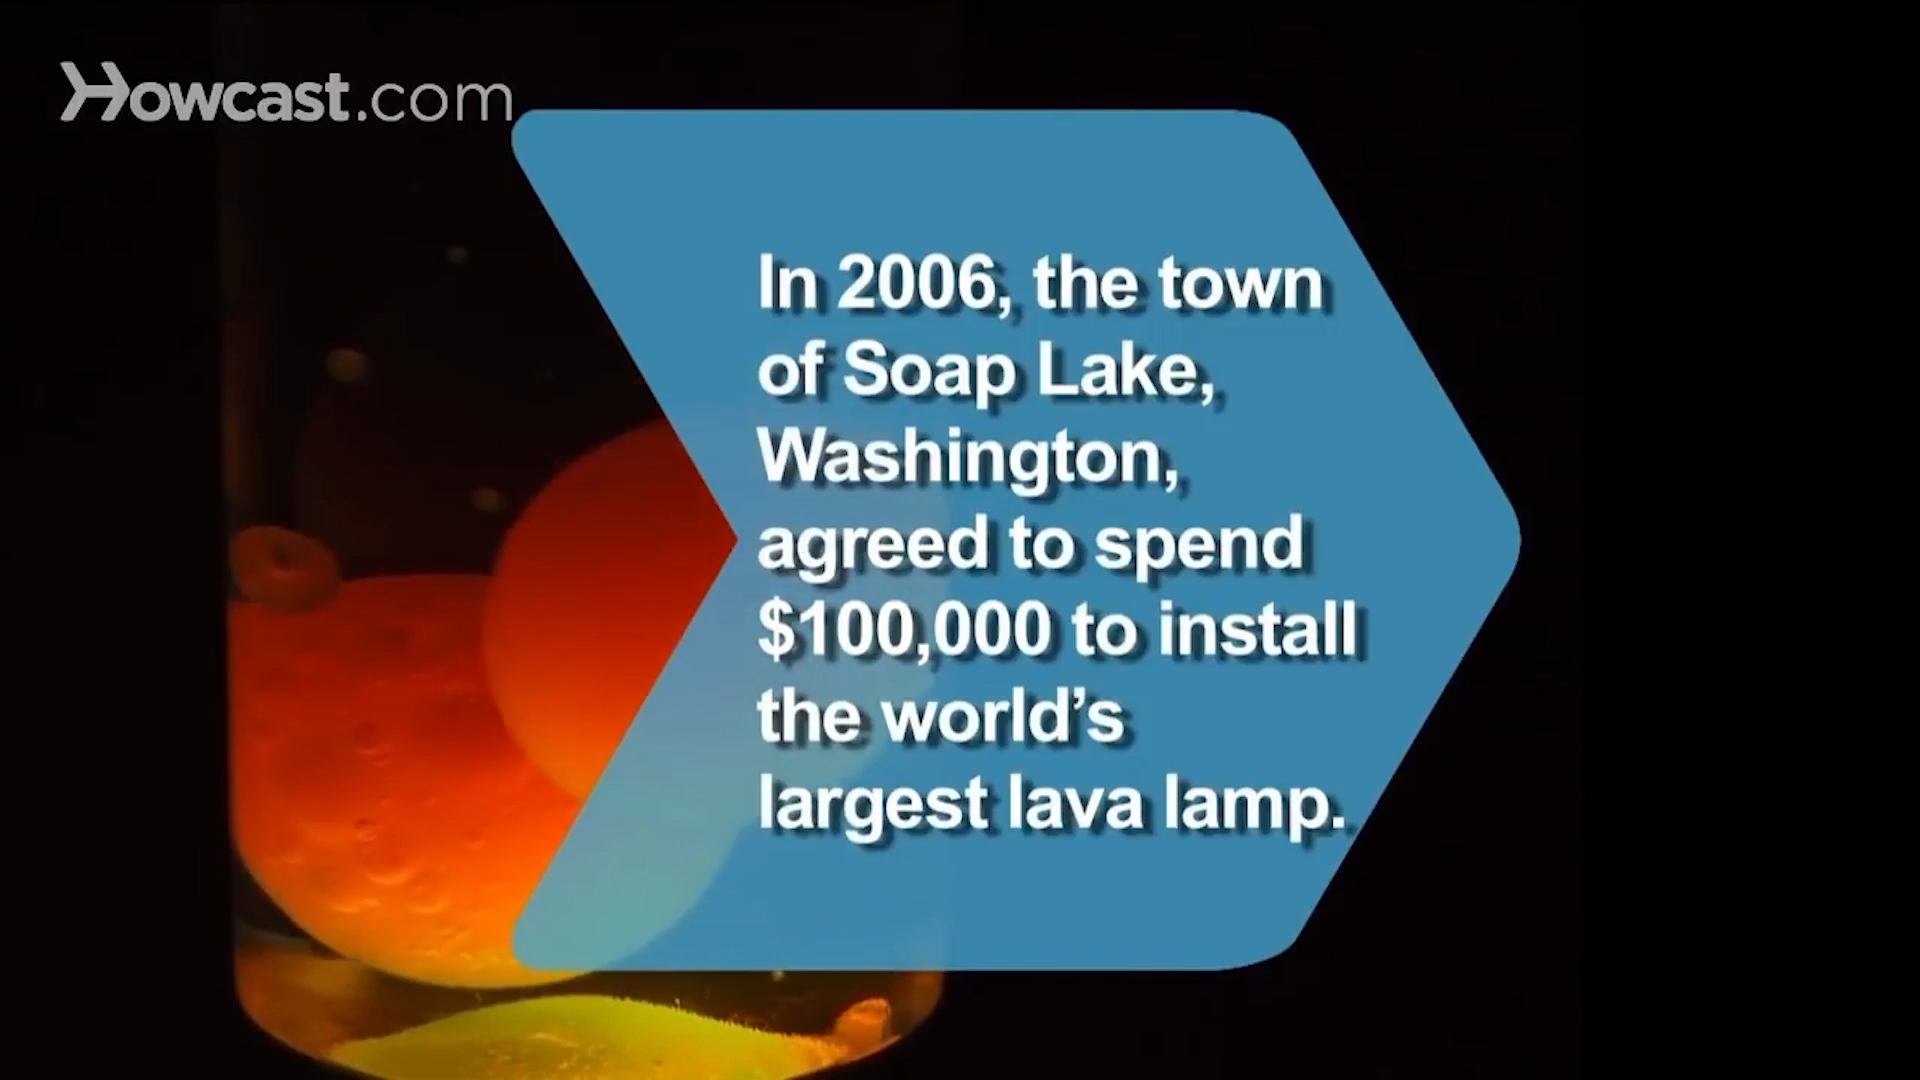 Howcast.com
In 2006, the town
of Soap Lake,
Washington,
agreed to spend
$100,000 to install
the world’s
largest lava lamp.